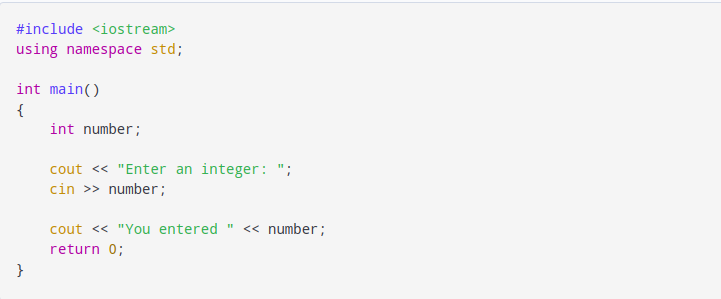 #include <iostream>
using namespace std;
int main()
{
    int number;
    cout << "Enter an integer: ";
    cin >> number;
    cout << "You entered " << number;
    return 0;
}